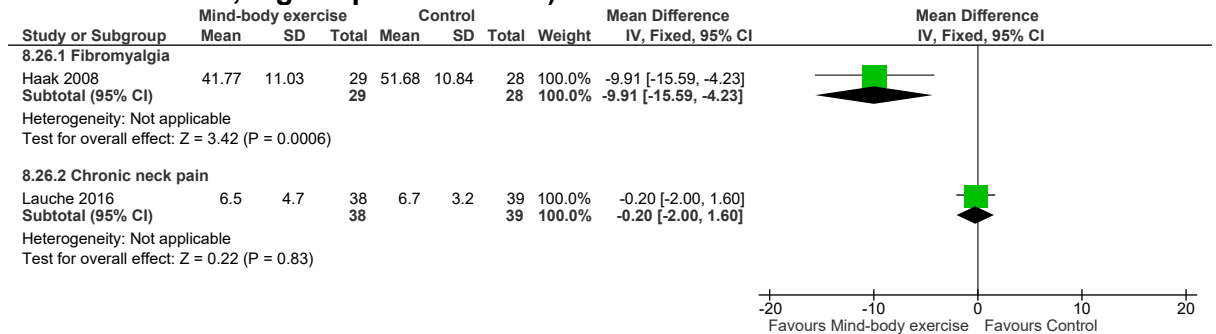 Mind-body exercise Control Mean Difference Mean Difference
Study or Subgroup Mean SD Total Mean SD Total Weight IV, Fixed, 95% CI IV, Fixed, 95% CI
8.26.1 Fibromyalgia
Haak 2008 41.77 11.03 29 51.68 10.84 28 100.0% -9.91 [-15.59, -4.23]
Subtotal (95% CI) 29 28 100.0% -9.91 [-15.59, -4.23]
Heterogeneity: Not applicable
Test for overall effect: Z = 3.42 (P = 0.0006)
8.26.2 Chronic neck pain
Lauche 2016 6.5 4.7 38 6.7 3.2 39 100.0% -0.20 [-2.00, 1.60]
Subtotal (95% CI) 38 39 100.0% -0.20 [-2.00, 1.60]
Heterogeneity: Not applicable
Test for overall effect: Z = 0.22 (P = 0.83)
-20 -10 0 10 20
Favours Mind-body exercise Favours Control